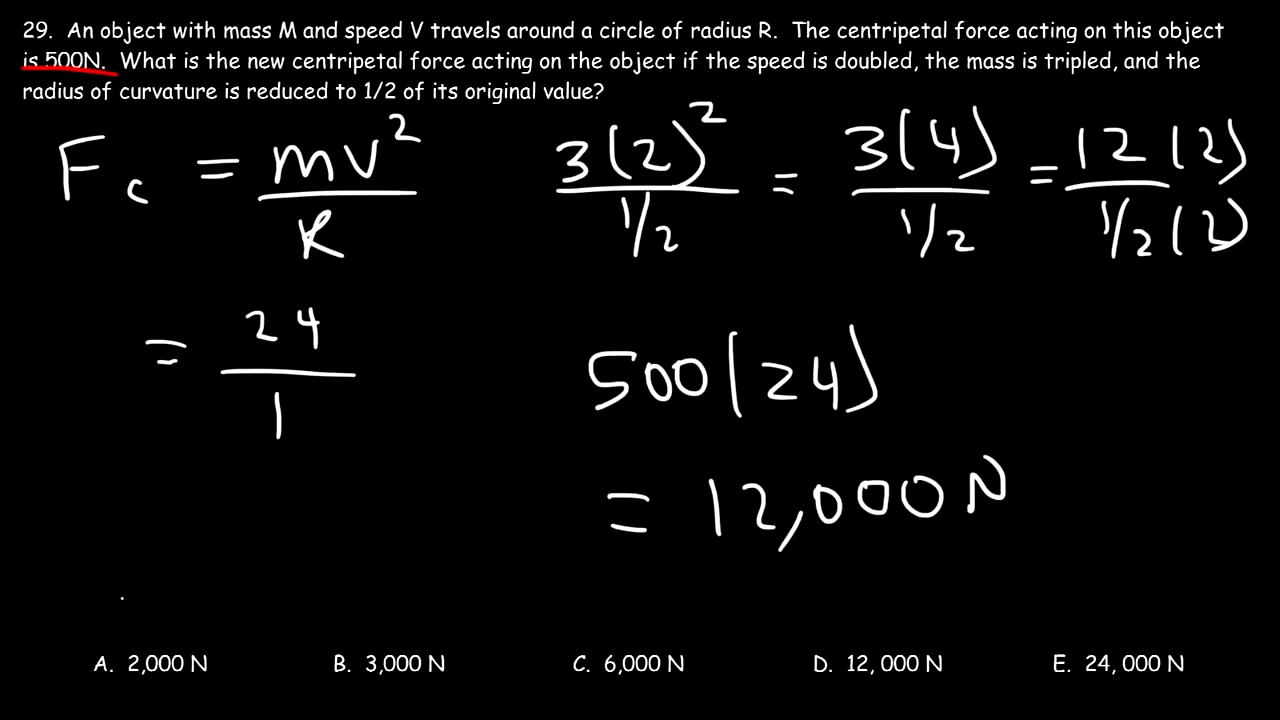 29. An object with mass M and speed V travels around a circle of radius R. The centripetal force acting on this object
is 500N. What is the new centripetal force acting on the object if the speed is doubled, the mass is tripled, and the
radius of curvature is reduced to 1/2 of its original value?
Fc = mv²/R 3(2)²/1/2 = 3(4)/1/2 = 12(2)/1/2(2)
= 24/1 500(24)
= 12,000 N
A. 2,000 N B. 3,000 N C. 6,000 N D. 12, 000 N E. 24, 000 N